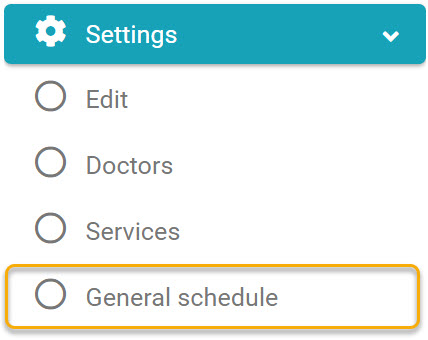 Settings
Edit
Doctors
Services
General schedule